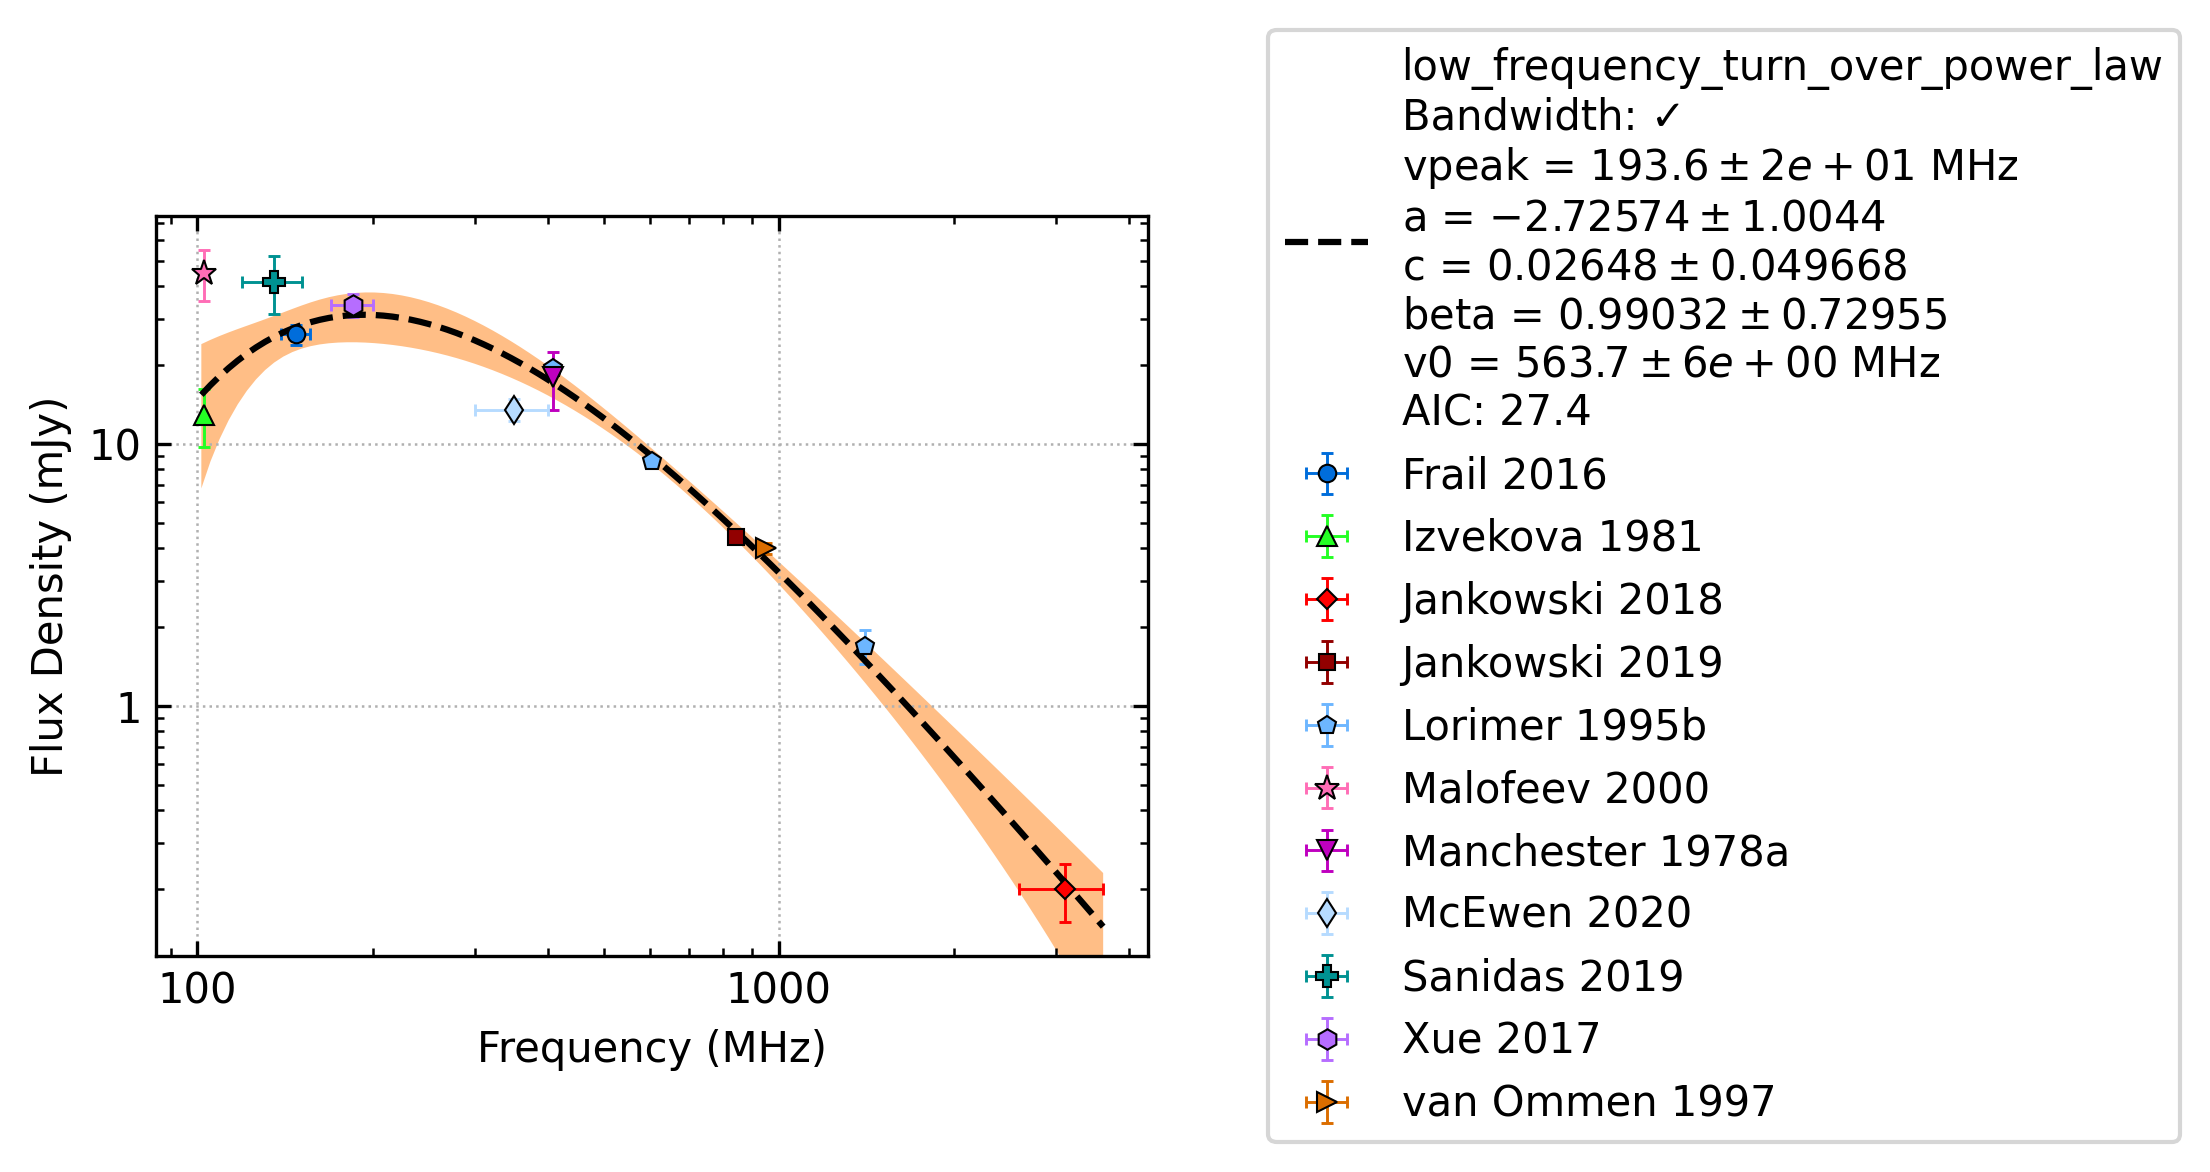 low_frequency_turn_over_power_law
Bandwidth: ✓
vpeak = 193.6 ± 2e + 01 MHz
a = −2.72574 ± 1.0044
c = 0.02648 ± 0.049668
beta = 0.99032 ± 0.72955
v0 = 563.7 ± 6e + 00 MHz
AIC: 27.4
Frail 2016
Izvekova 1981
Jankowski 2018
Jankowski 2019
Lorimer 1995b
Malofeev 2000
Manchester 1978a
McEwen 2020
Sanidas 2019
Xue 2017
van Ommen 1997
Flux Density (mJy)
10
1
100
1000
Frequency (MHz)